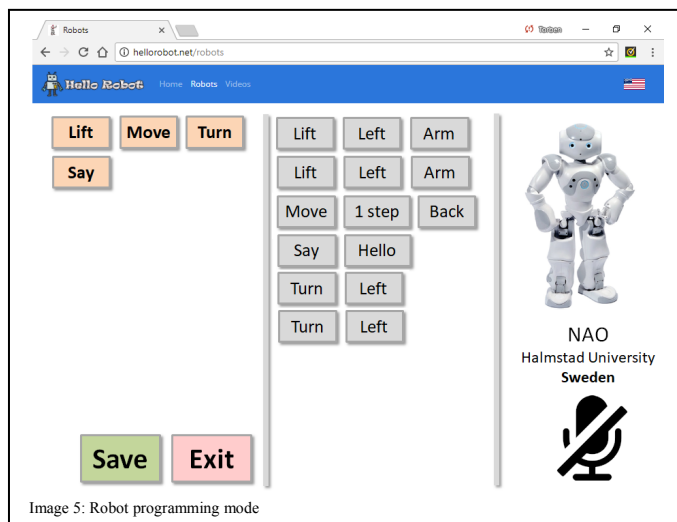 Robots
Torben
hellorobot.net/robots
Hello Robot Home Robots Videos
Lift Move Turn
Say
Lift Left Arm
Lift Left Arm
Move 1 step Back
Say Hello
Turn Left
Turn Left
NAO
Halmstad University
Sweden
Save Exit
Image 5: Robot programming mode